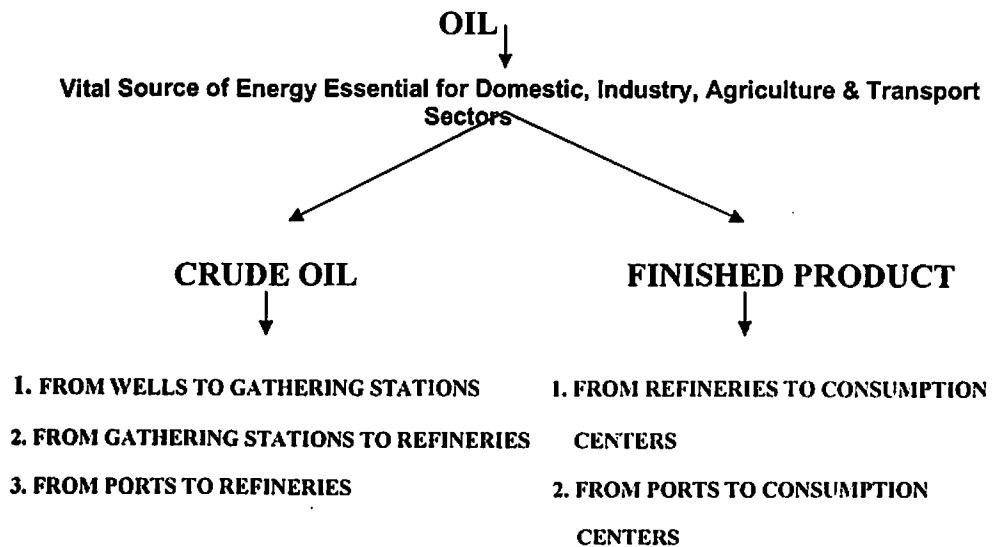 OIL
Vital Source of Energy Essential for Domestic, Industry, Agriculture & Transport
Sectors
CRUDE OIL
1. FROM WELLS TO GATHERING STATIONS
2. FROM GATHERING STATIONS TO REFINERIES
3. FROM PORTS TO REFINERIES
FINISHED PRODUCT
1. FROM REFINERIES TO CONSUMPTION
CENTERS
2. FROM PORTS TO CONSUMPTION
CENTERS